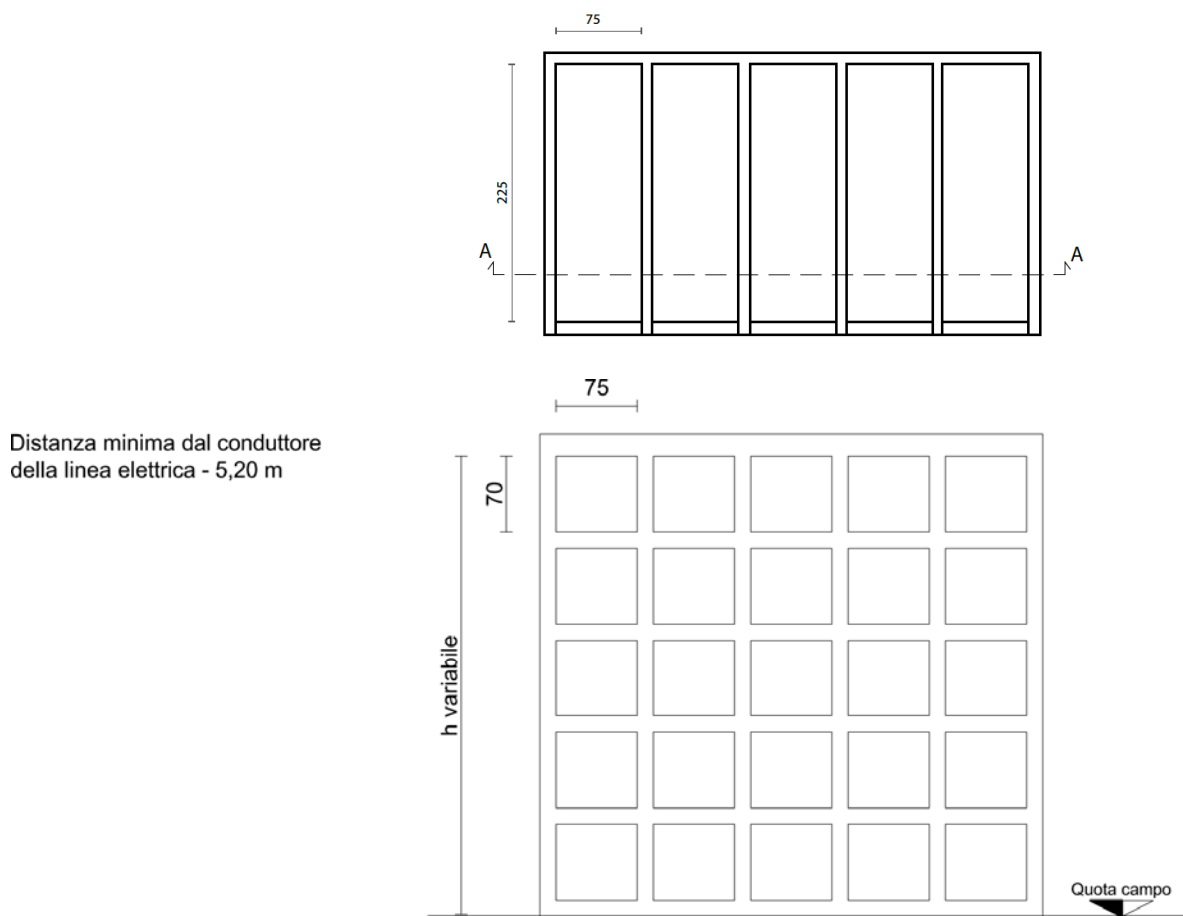 75
225
A
A
75
Distanza minima dal conduttore
della linea elettrica - 5,20 m
70
h variabile
Quota campo